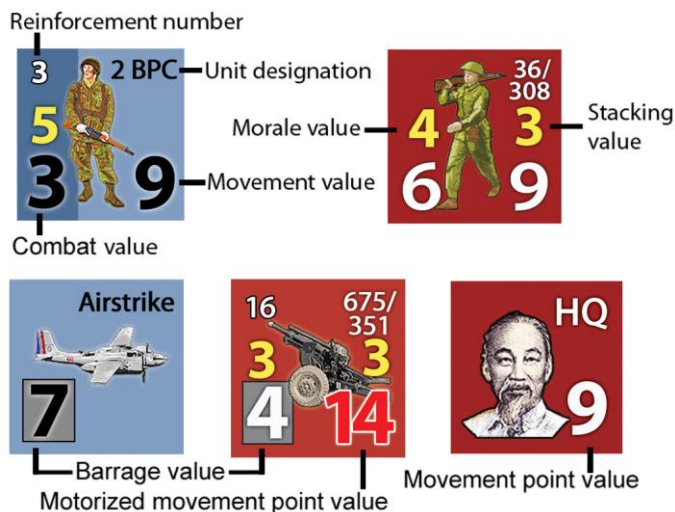 Reinforcement number
3
2 BPC
Unit designation
5
3
9
Movement value
Combat value
36/
308
Morale value
4
3
Stacking
value
6
9
Airstrike
7
16
675/
351
3
3
4
14
Barrage value
Motorized movement point value
HQ
9
Movement point value